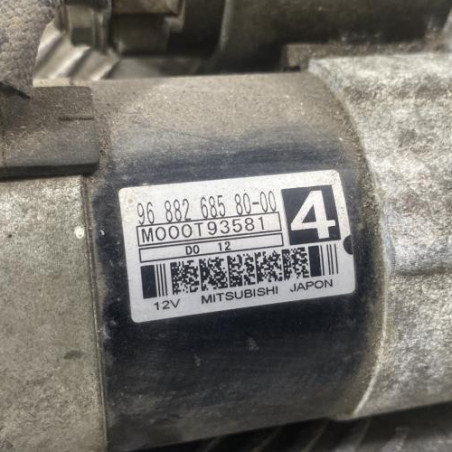 96 882 685 80-00
M000T93581
4
D0 12
12V MITSUBISHI JAPON